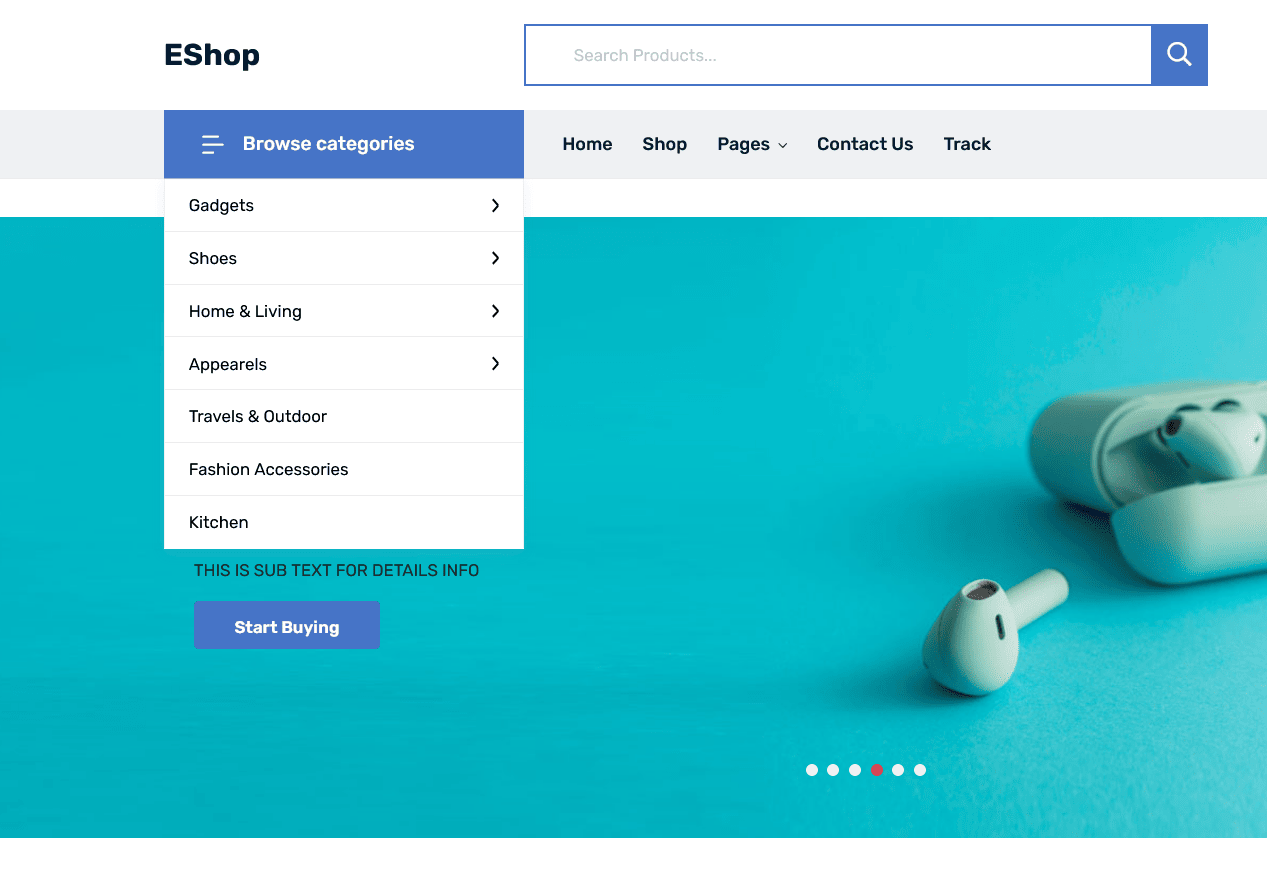 EShop
Search Products...
Browse categories
Home Shop Pages Contact Us Track
Gadgets
Shoes
Home & Living
Appearels
Travels & Outdoor
Fashion Accessories
Kitchen
THIS IS SUB TEXT FOR DETAILS INFO
Start Buying